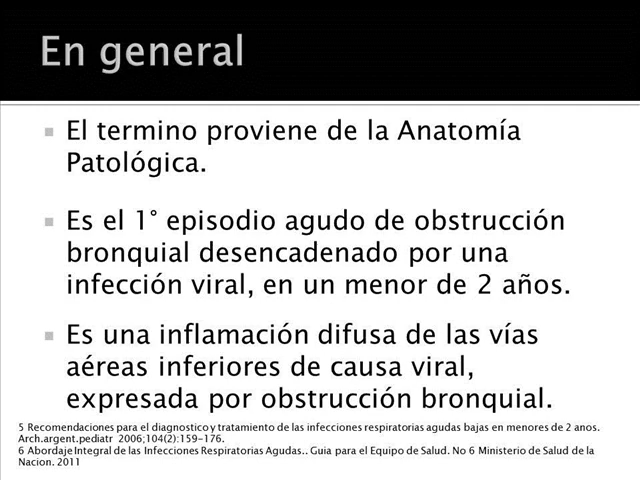 En general
El termino proviene de la Anatomía
Patológica.
Es el 1° episodio agudo de obstrucción
bronquial desencadenado por una
infección viral, en un menor de 2 años.
Es una inflamación difusa de las vías
aéreas inferiores de causa viral,
expresada por obstrucción bronquial.
5 Recomendaciones para el diagnostico y tratamiento de las infecciones respiratorias agudas bajas en menores de 2 anos.
Arch.argent.pediatr 2006;104(2):159-176.
6 Abordaje Integral de las Infecciones Respiratorias Agudas.. Guia para el Equipo de Salud. No 6 Ministerio de Salud de la
Nacion. 2011